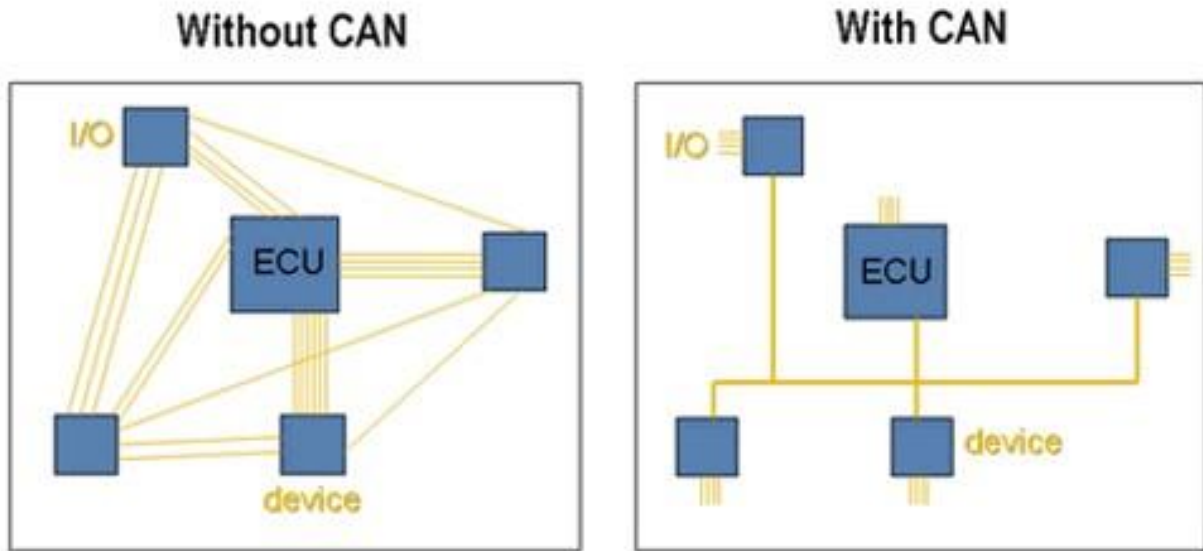 Without CAN
I/O
ECU
device
With CAN
I/O
ECU
device